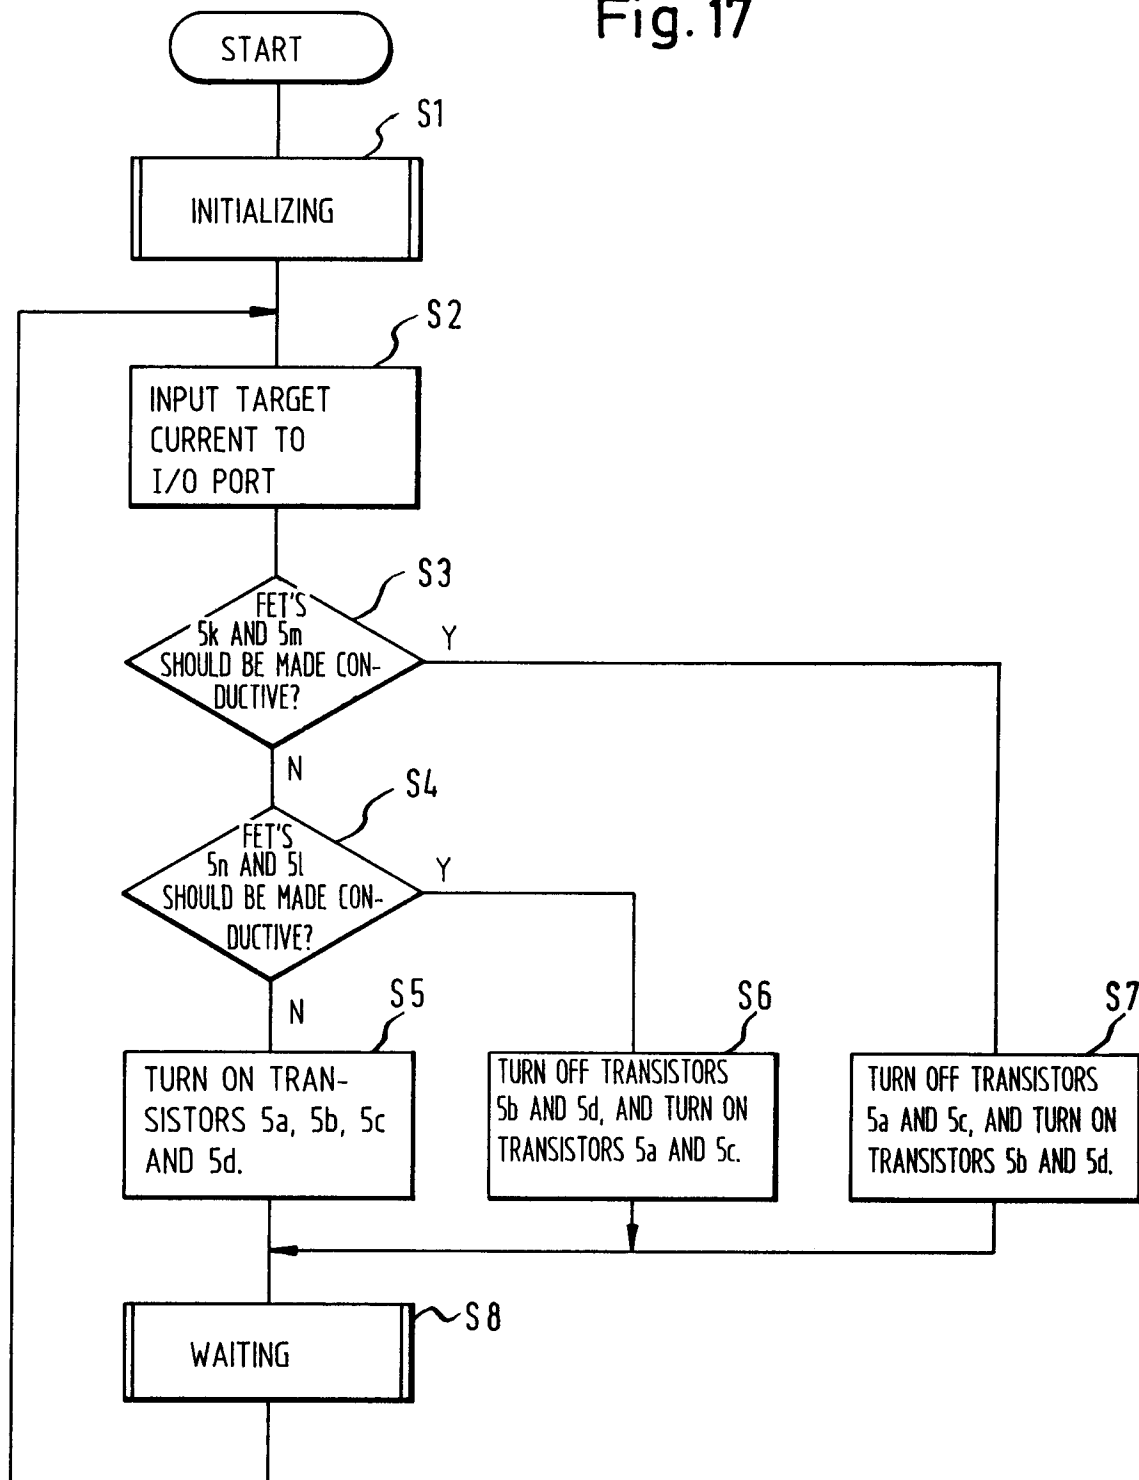 Fig. 17
START
S1
INITIALIZING
S2
INPUT TARGET
CURRENT TO
I/O PORT
S3
FET'S
5k AND 5m
SHOULD BE MADE CON-
DUCTIVE?
Y
N
S4
FET'S
5n AND 5l
SHOULD BE MADE CON-
DUCTIVE?
Y
N
S5
TURN ON TRAN-
SISTORS 5a, 5b, 5c
AND 5d.
S6
TURN OFF TRANSISTORS
5b AND 5d, AND TURN ON
TRANSISTORS 5a AND 5c.
S7
TURN OFF TRANSISTORS
5a AND 5c, AND TURN ON
TRANSISTORS 5b AND 5d.
S8
WAITING